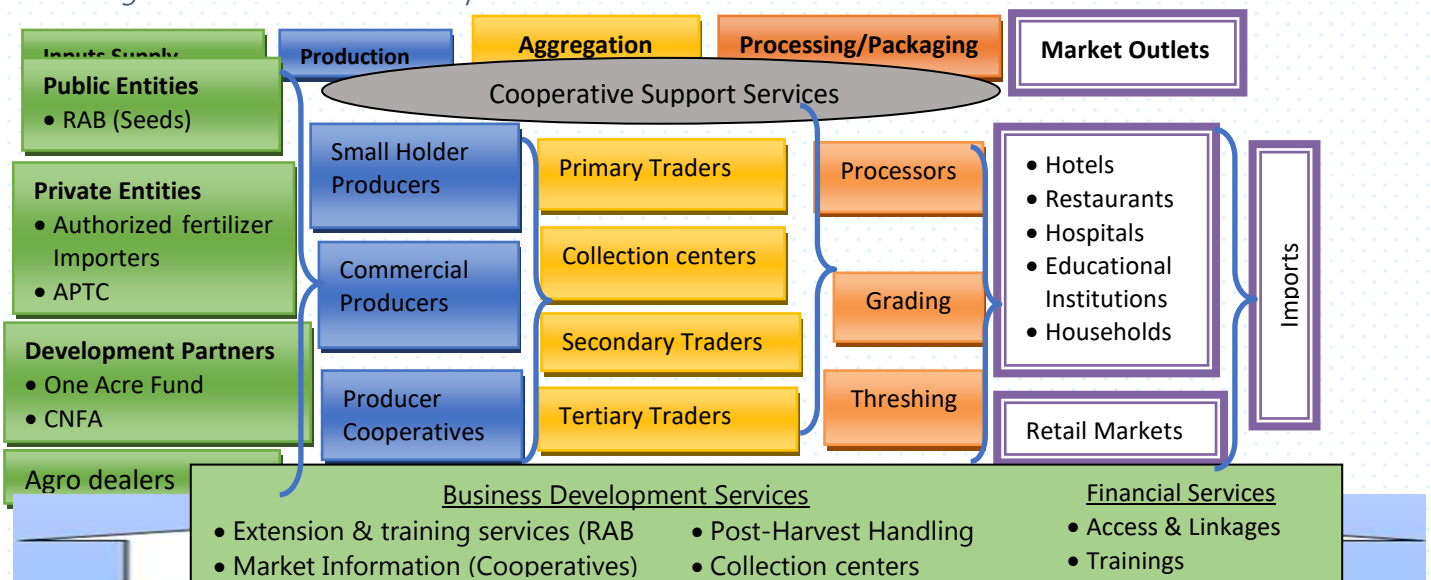 Inputs Supply
Production
Aggregation
Processing/Packaging
Market Outlets
Cooperative Support Services
Public Entities
• RAB (Seeds)
Private Entities
• Authorized fertilizer
Importers
• APTC
Development Partners
• One Acre Fund
• CNFA
Agro dealers
Small Holder
Producers
Commercial
Producers
Producer
Cooperatives
Primary Traders
Collection centers
Secondary Traders
Tertiary Traders
Processors
Grading
Threshing
• Hotels
• Restaurants
• Hospitals
• Educational
Institutions
• Households
Retail Markets
Imports
Business Development Services
• Extension & training services (RAB
• Market Information (Cooperatives)
• Post-Harvest Handling
• Collection centers
Financial Services
• Access & Linkages
• Trainings